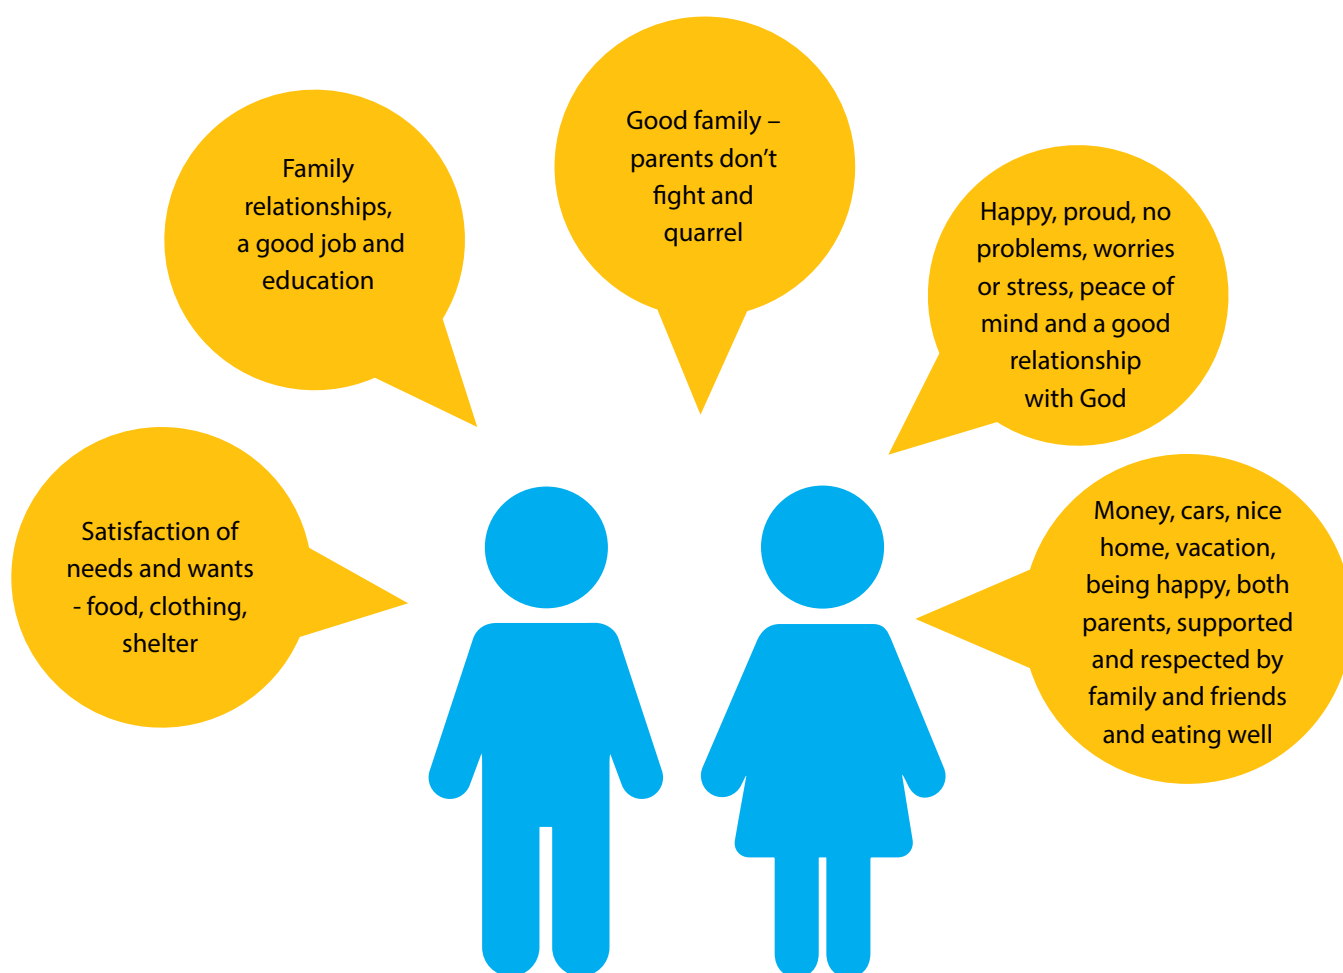 Family
relationships,
a good job and
education
Good family –
parents don't
fight and
quarrel
Happy, proud, no
problems, worries
or stress, peace of
mind and a good
relationship
with God
Satisfaction of
needs and wants
- food, clothing,
shelter
Money, cars, nice
home, vacation,
being happy, both
parents, supported
and respected by
family and friends
and eating well